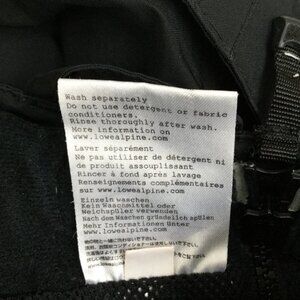 Wash separately
Do not use detergent or fabric
conditioners.
Rinse thoroughly after wash.
More information on
www.lowealpine.com
Laver séparément
Ne pas utiliser de détergent ni
de produit assouplissant
Rincer à fond après lavage
Renseignements complémentaires
sur www.lowealpine.com
Einzeln waschen
Kein Waschmittel oder
Weichspüler verwenden
Nach dem Waschen gründlich spülen
Mehr Informationen Unter
www.lowealpine.com